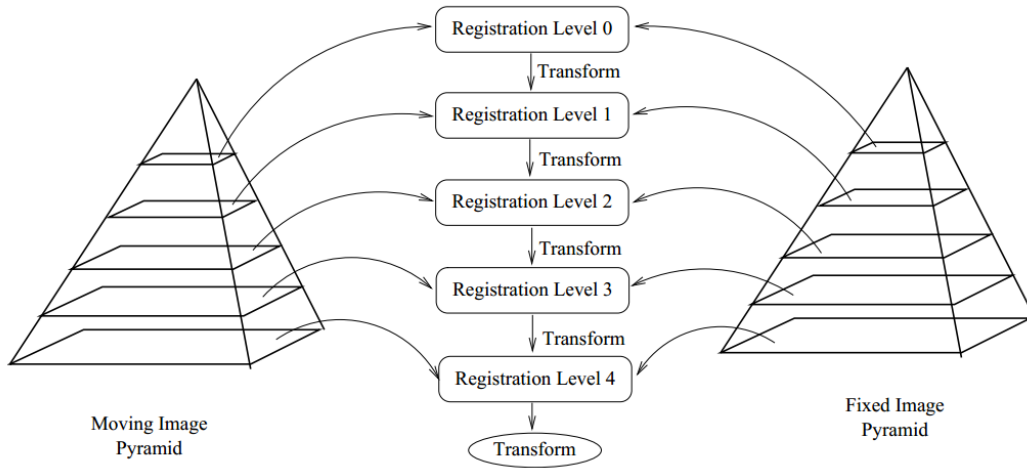 Registration Level 0
Transform
Registration Level 1
Transform
Registration Level 2
Transform
Registration Level 3
Transform
Registration Level 4
Transform
Moving Image
Pyramid
Fixed Image
Pyramid